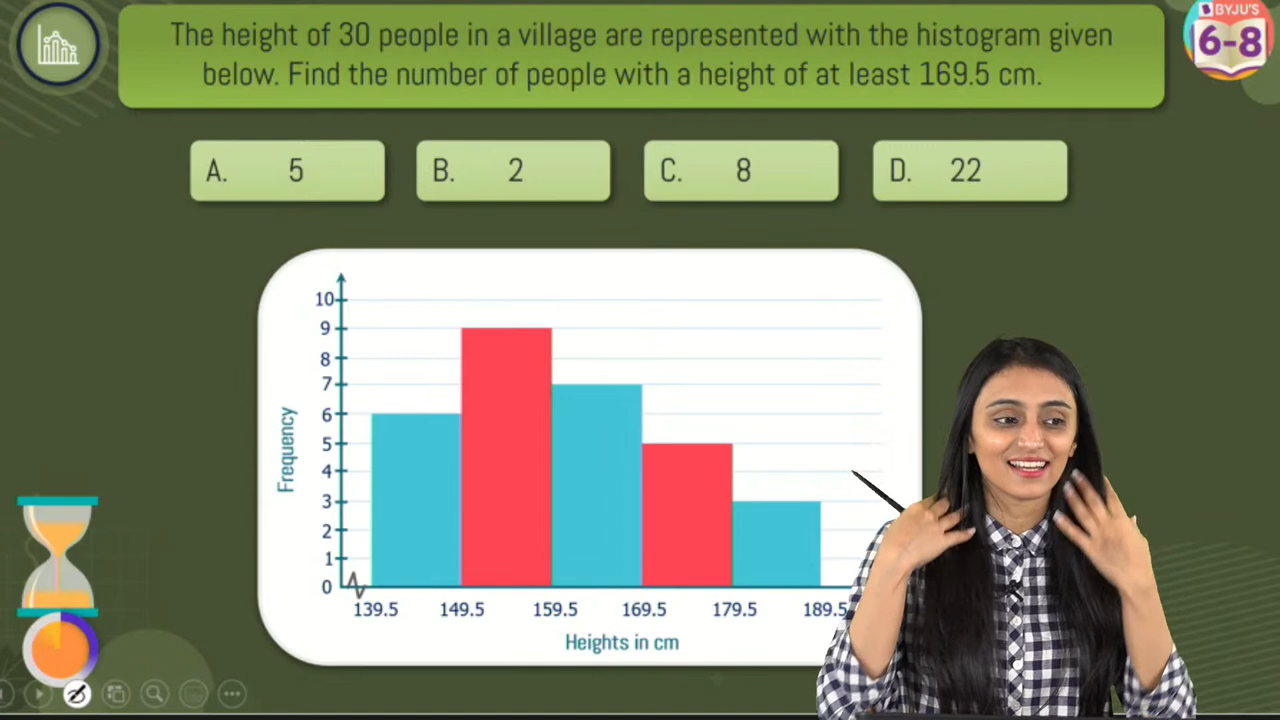 The height of 30 people in a village are represented with the histogram given
below. Find the number of people with a height of at least 169.5 cm.
BYJU'S
6-8
A. 5
B. 2
C. 8
D. 22
10
9
8
7
6
5
4
3
2
1
0
Frequency
139.5 149.5 159.5 169.5 179.5 189.5
Heights in cm